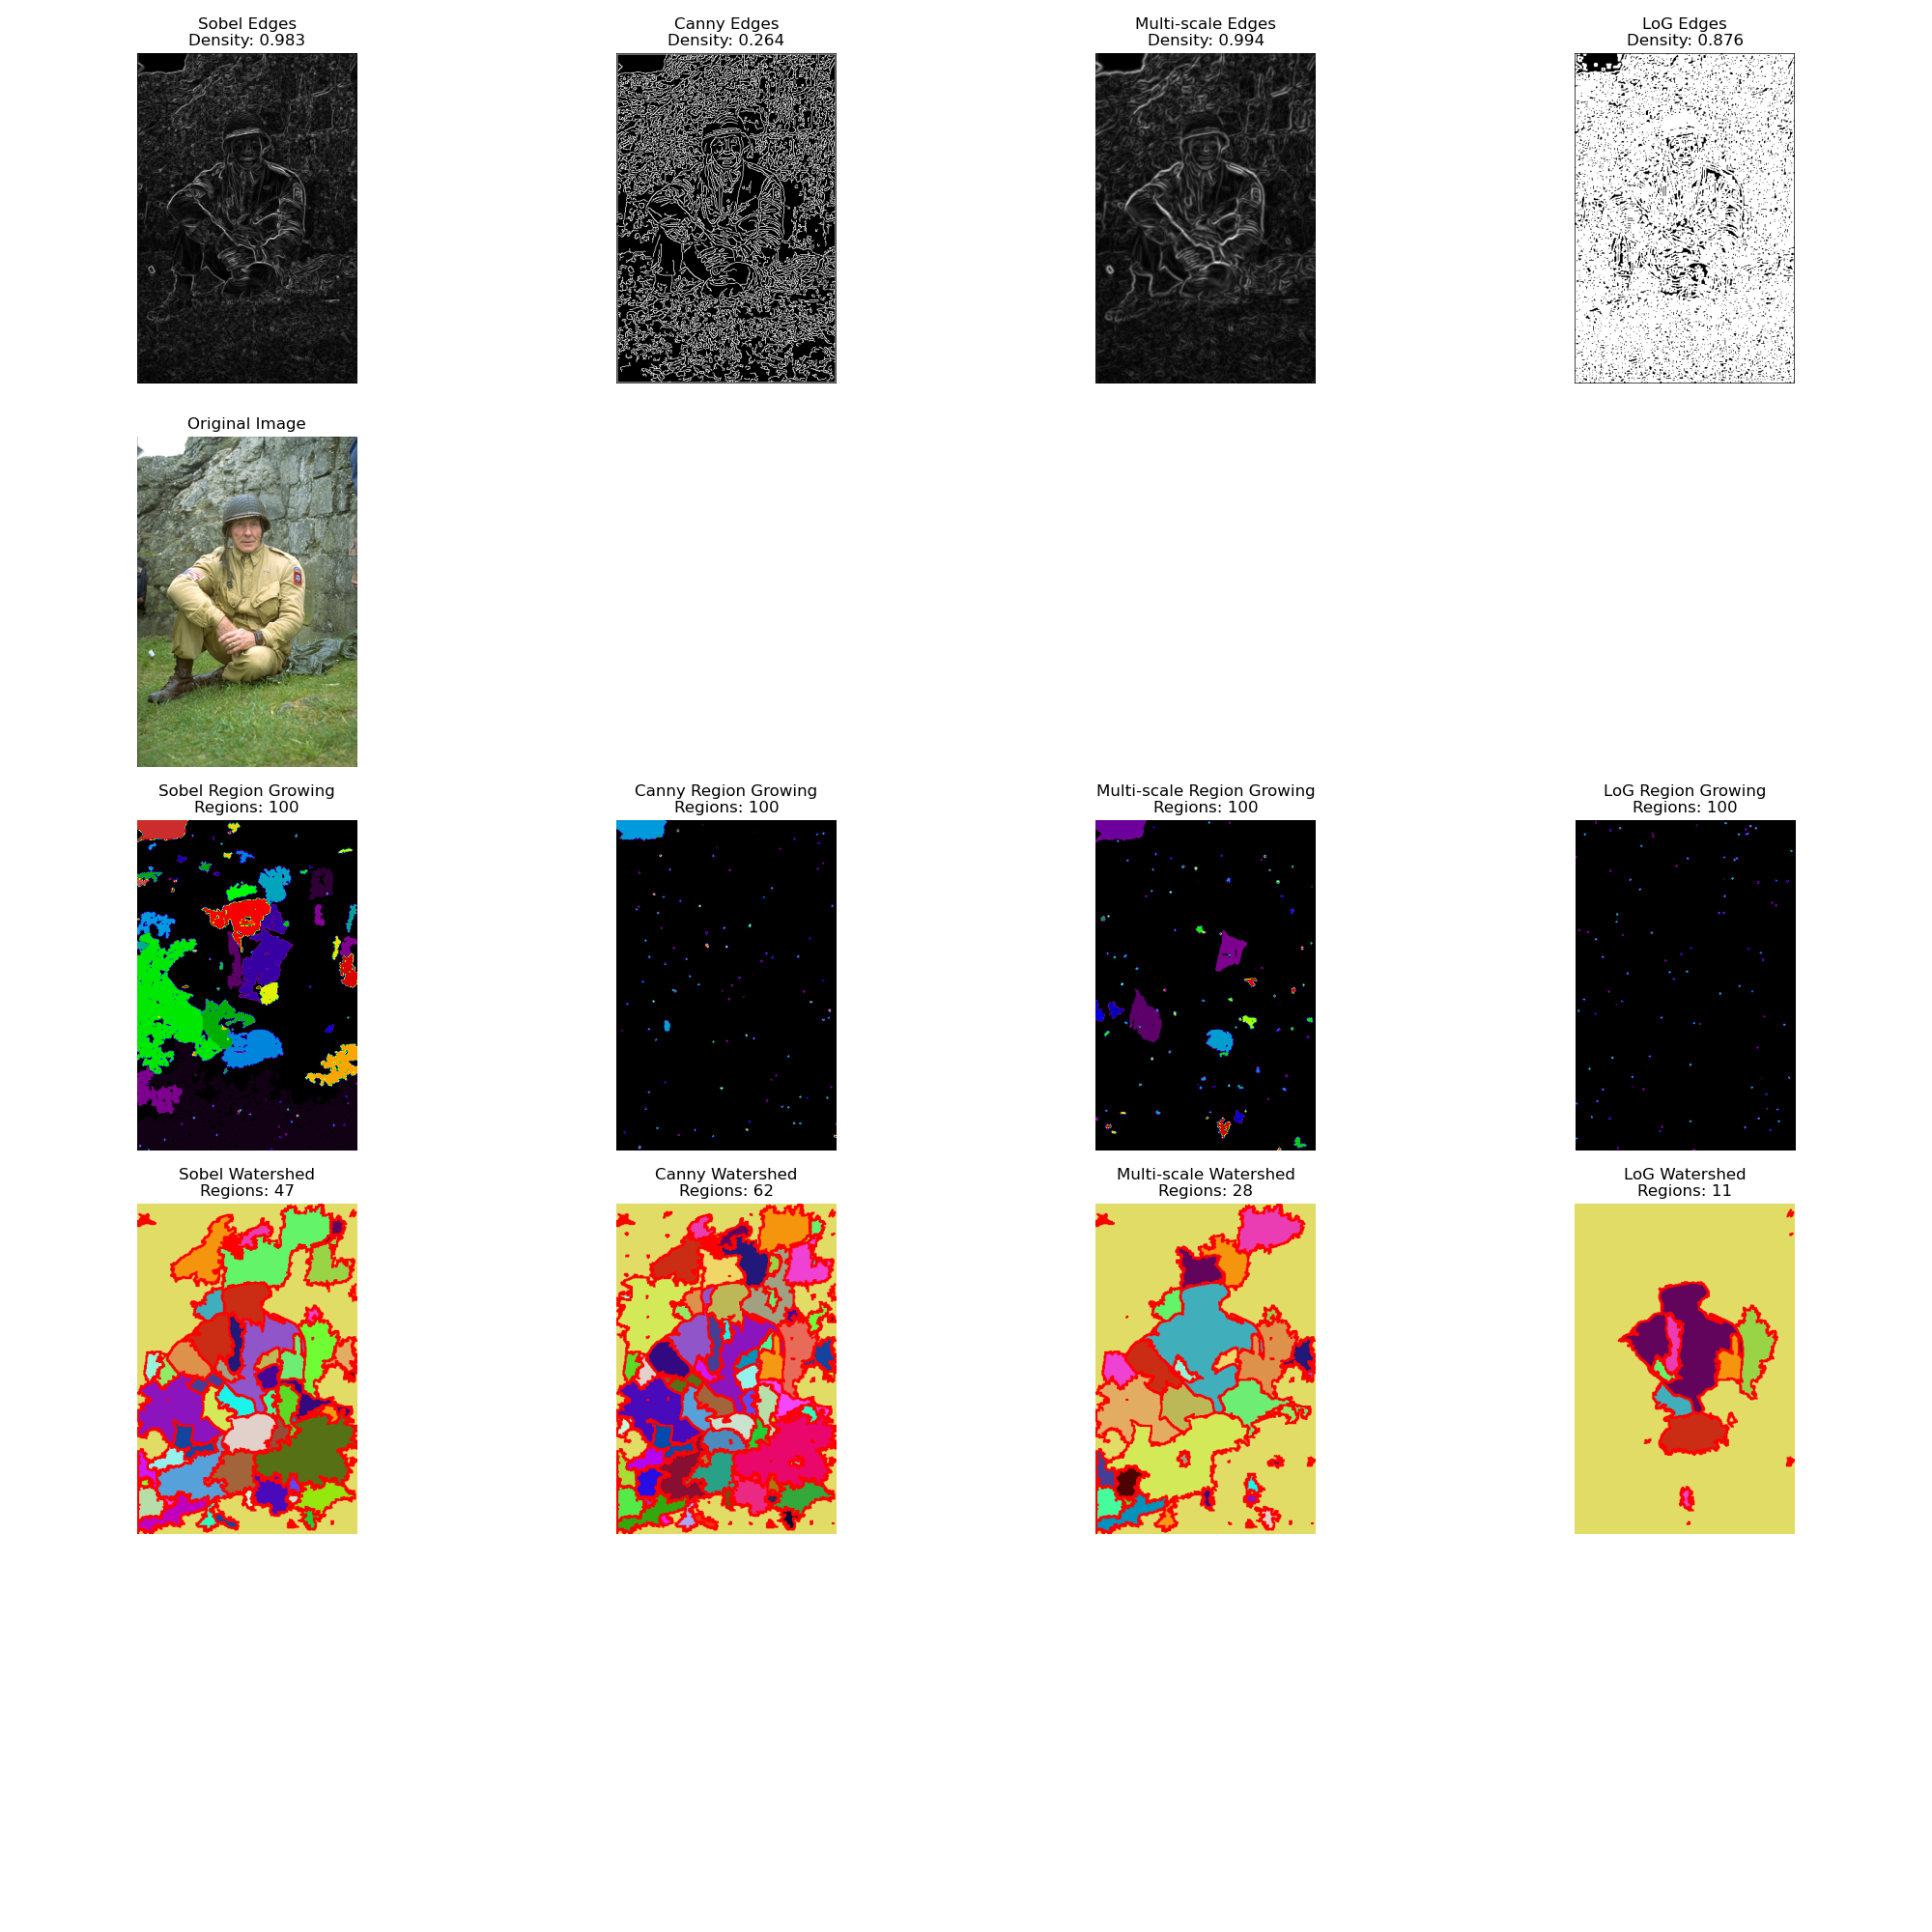 Sobel Edges
Density: 0.983
Canny Edges
Density: 0.264
Multi-scale Edges
Density: 0.994
LoG Edges
Density: 0.876
Original Image
Sobel Region Growing
Regions: 100
Canny Region Growing
Regions: 100
Multi-scale Region Growing
Regions: 100
LoG Region Growing
Regions: 100
Sobel Watershed
Regions: 47
Canny Watershed
Regions: 62
Multi-scale Watershed
Regions: 28
LoG Watershed
Regions: 11